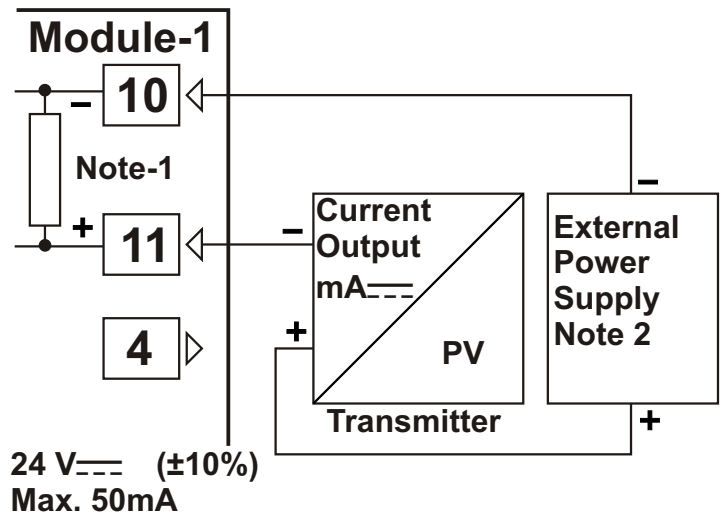 Module-1
− 10
Note-1
+ 11
4
24 V (±10%)
Max. 50mA
−
Current
Output
mA
+
PV
Transmitter
−
External
Power
Supply
Note 2
+